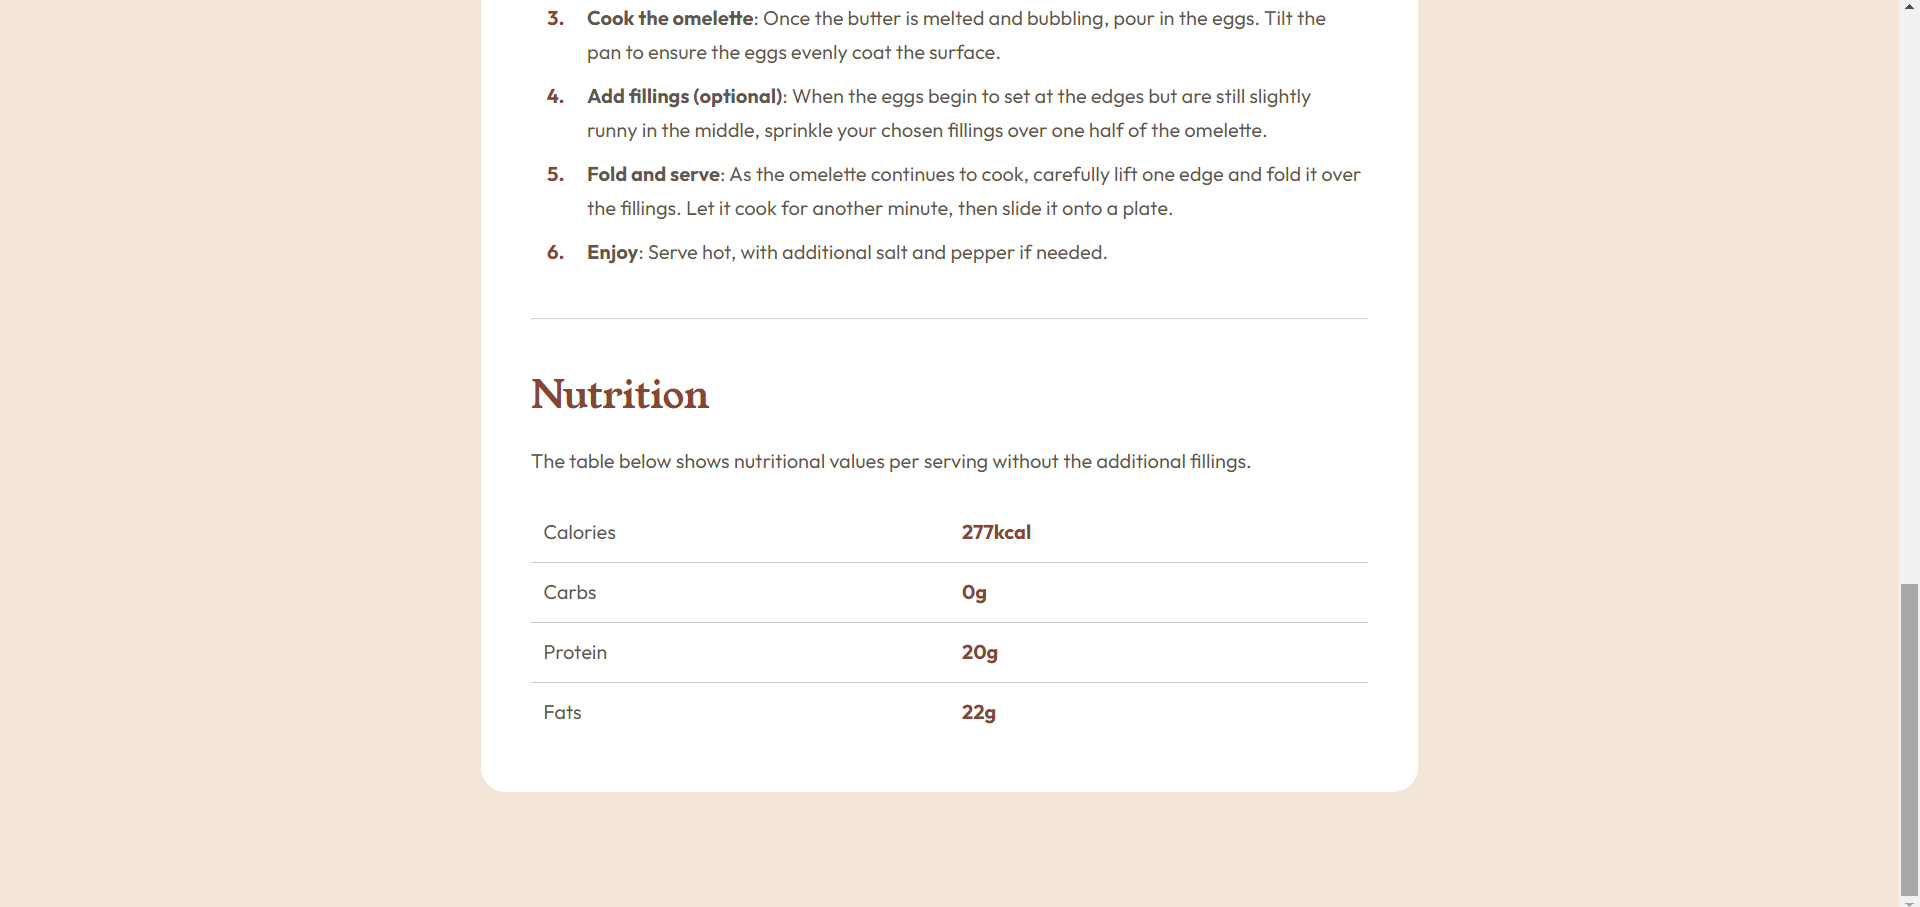 3. Cook the omelette: Once the butter is melted and bubbling, pour in the eggs. Tilt the
pan to ensure the eggs evenly coat the surface.
4. Add fillings (optional): When the eggs begin to set at the edges but are still slightly
runny in the middle, sprinkle your chosen fillings over one half of the omelette.
5. Fold and serve: As the omelette continues to cook, carefully lift one edge and fold it over
the fillings. Let it cook for another minute, then slide it onto a plate.
6. Enjoy: Serve hot, with additional salt and pepper if needed.
Nutrition
The table below shows nutritional values per serving without the additional fillings.
Calories 277kcal
Carbs 0g
Protein 20g
Fats 22g